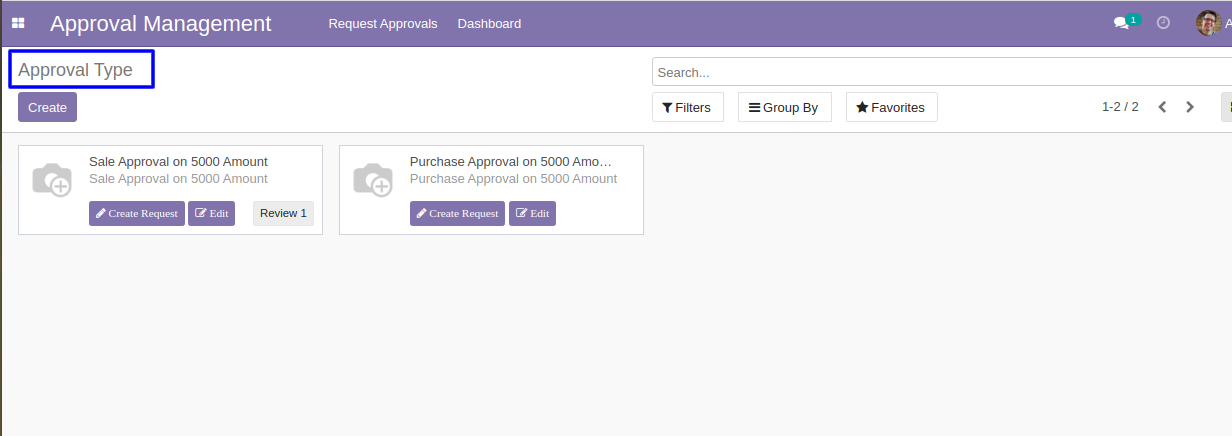 Approval Management Request Approvals Dashboard 1 A
Approval Type
Search...
Create
Filters Group By Favorites 1-2 / 2
Sale Approval on 5000 Amount
Sale Approval on 5000 Amount
Create Request Edit Review 1
Purchase Approval on 5000 Amo...
Purchase Approval on 5000 Amount
Create Request Edit